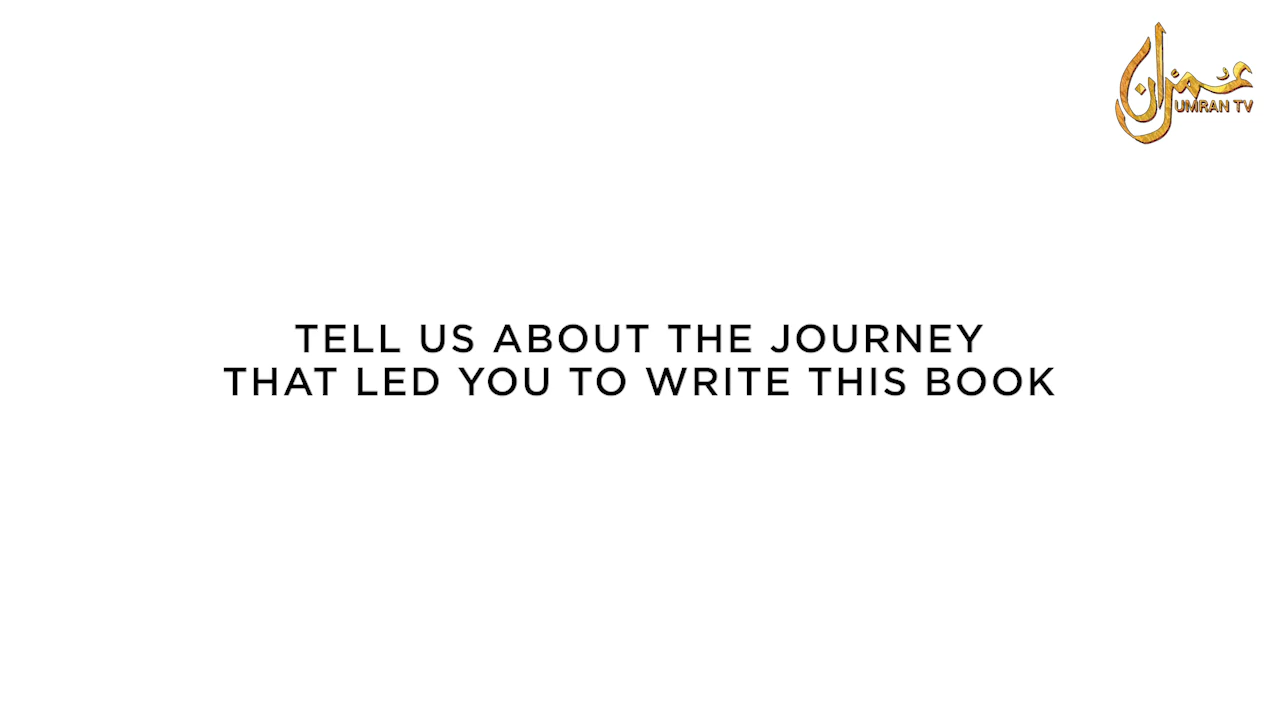 عمران
UMRAN TV
TELL US ABOUT THE JOURNEY
THAT LED YOU TO WRITE THIS BOOK